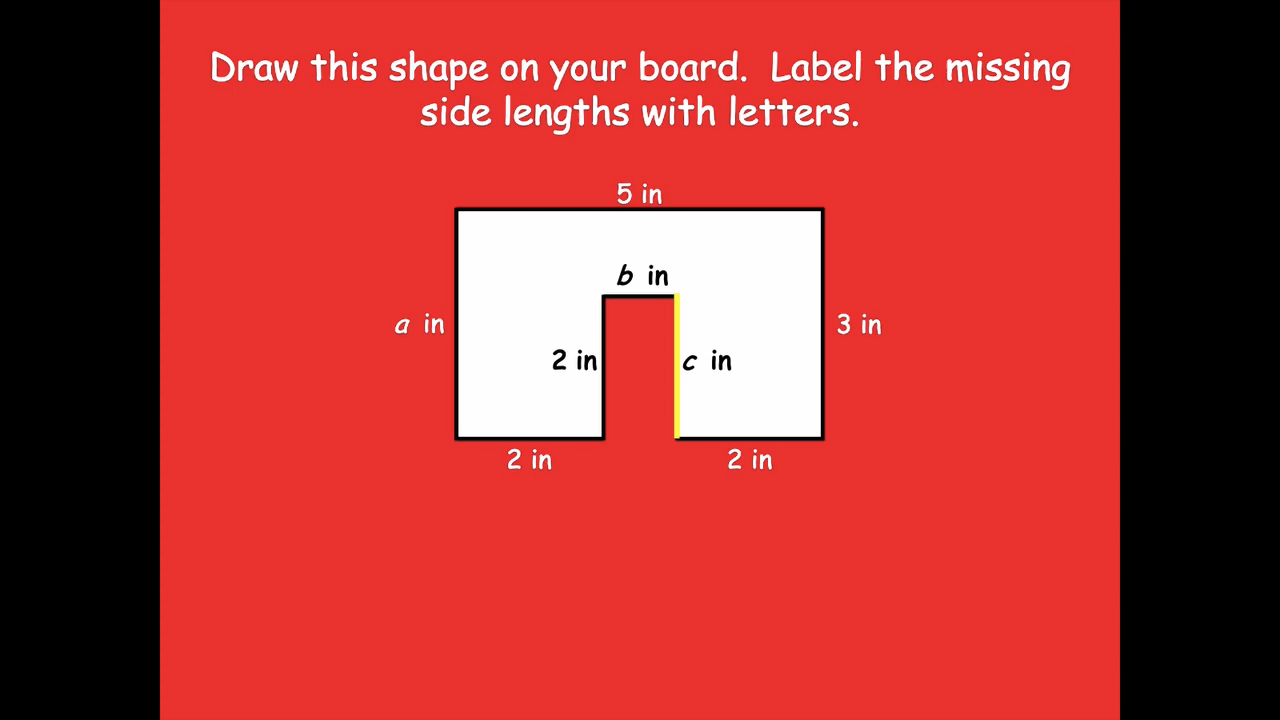 Draw this shape on your board.  Label the missing
side lengths with letters.
5 in
b in
a in
3 in
2 in
c in
2 in
2 in